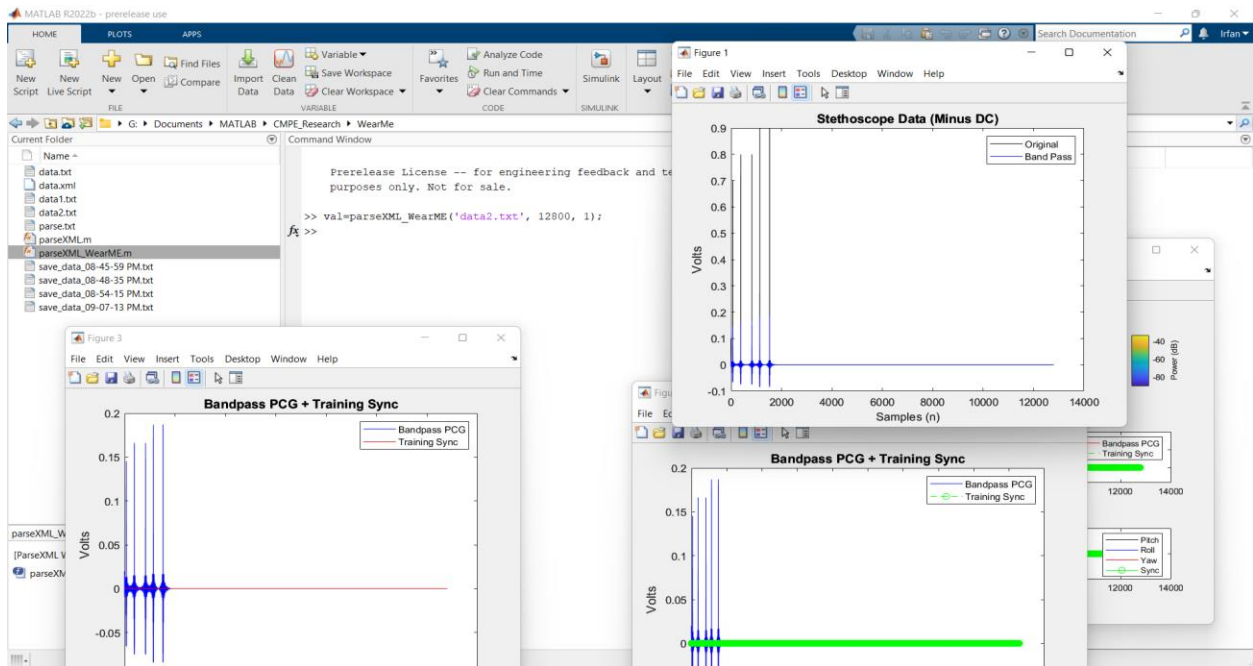 MATLAB R2022b - prerelease use
HOME PLOTS APPS
Search Documentation
Irfan
New Script
New Live Script
New
Open
Find Files
Compare
Import Data
Clean Data
Variable
Save Workspace
Clear Workspace
Favorites
Analyze Code
Run and Time
Clear Commands
Simulink
Layout
FILE VARIABLE CODE SIMULINK
G: Documents MATLAB CMPE_Research WearMe
Current Folder
Name
data.txt
data.xml
data1.txt
data2.txt
parse.txt
parseXML.m
parseXML_WearME.m
save_data_08-45-59 PM.txt
save_data_08-48-35 PM.txt
save_data_08-54-15 PM.txt
save_data_09-07-13 PM.txt
Command Window
Prerelease License -- for engineering feedback and te
purposes only. Not for sale.
>> val=parseXML_WearME('data2.txt', 12800, 1);
fx >>
parseXML_W
[ParseXML
parseXM
Figure 1
File Edit View Insert Tools Desktop Window Help
Stethoscope Data (Minus DC)
Original
Band Pass
Volts
0.9
0.8
0.7
0.6
0.5
0.4
0.3
0.2
0.1
0
-0.1
0 2000 4000 6000 8000 10000 12000 14000
Samples (n)
Figure 3
File Edit View Insert Tools Desktop Window Help
Bandpass PCG + Training Sync
Bandpass PCG
Training Sync
Volts
0.2
0.15
0.1
0.05
0
-0.05
Figu
File
Bandpass PCG + Training Sync
Bandpass PCG
Training Sync
Volts
0.2
0.15
0.1
0.05
0
-40
-60
-80
Power (dB)
Bandpass PCG
Training Sync
12000 14000
Pitch
Roll
Yaw
Sync
12000 14000